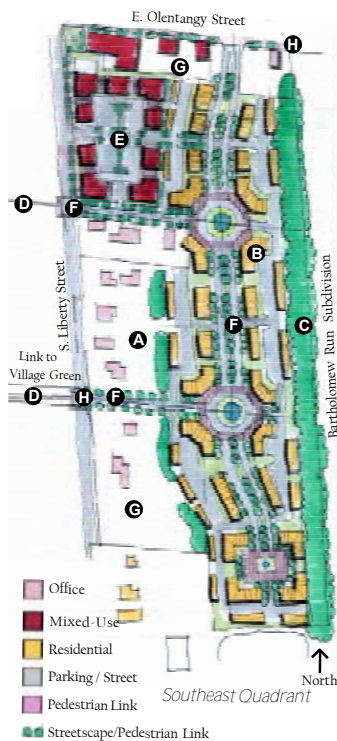 E. Olentangy Street
H
G
E
D
F
B
S. Liberty Street
A
F
C
Bartholomew Run Subdivision
Link to
Village Green
D
H
F
G
Office
Mixed-Use
Residential
Parking / Street
Pedestrian Link
Streetscape/Pedestrian Link
North
Southeast Quadrant